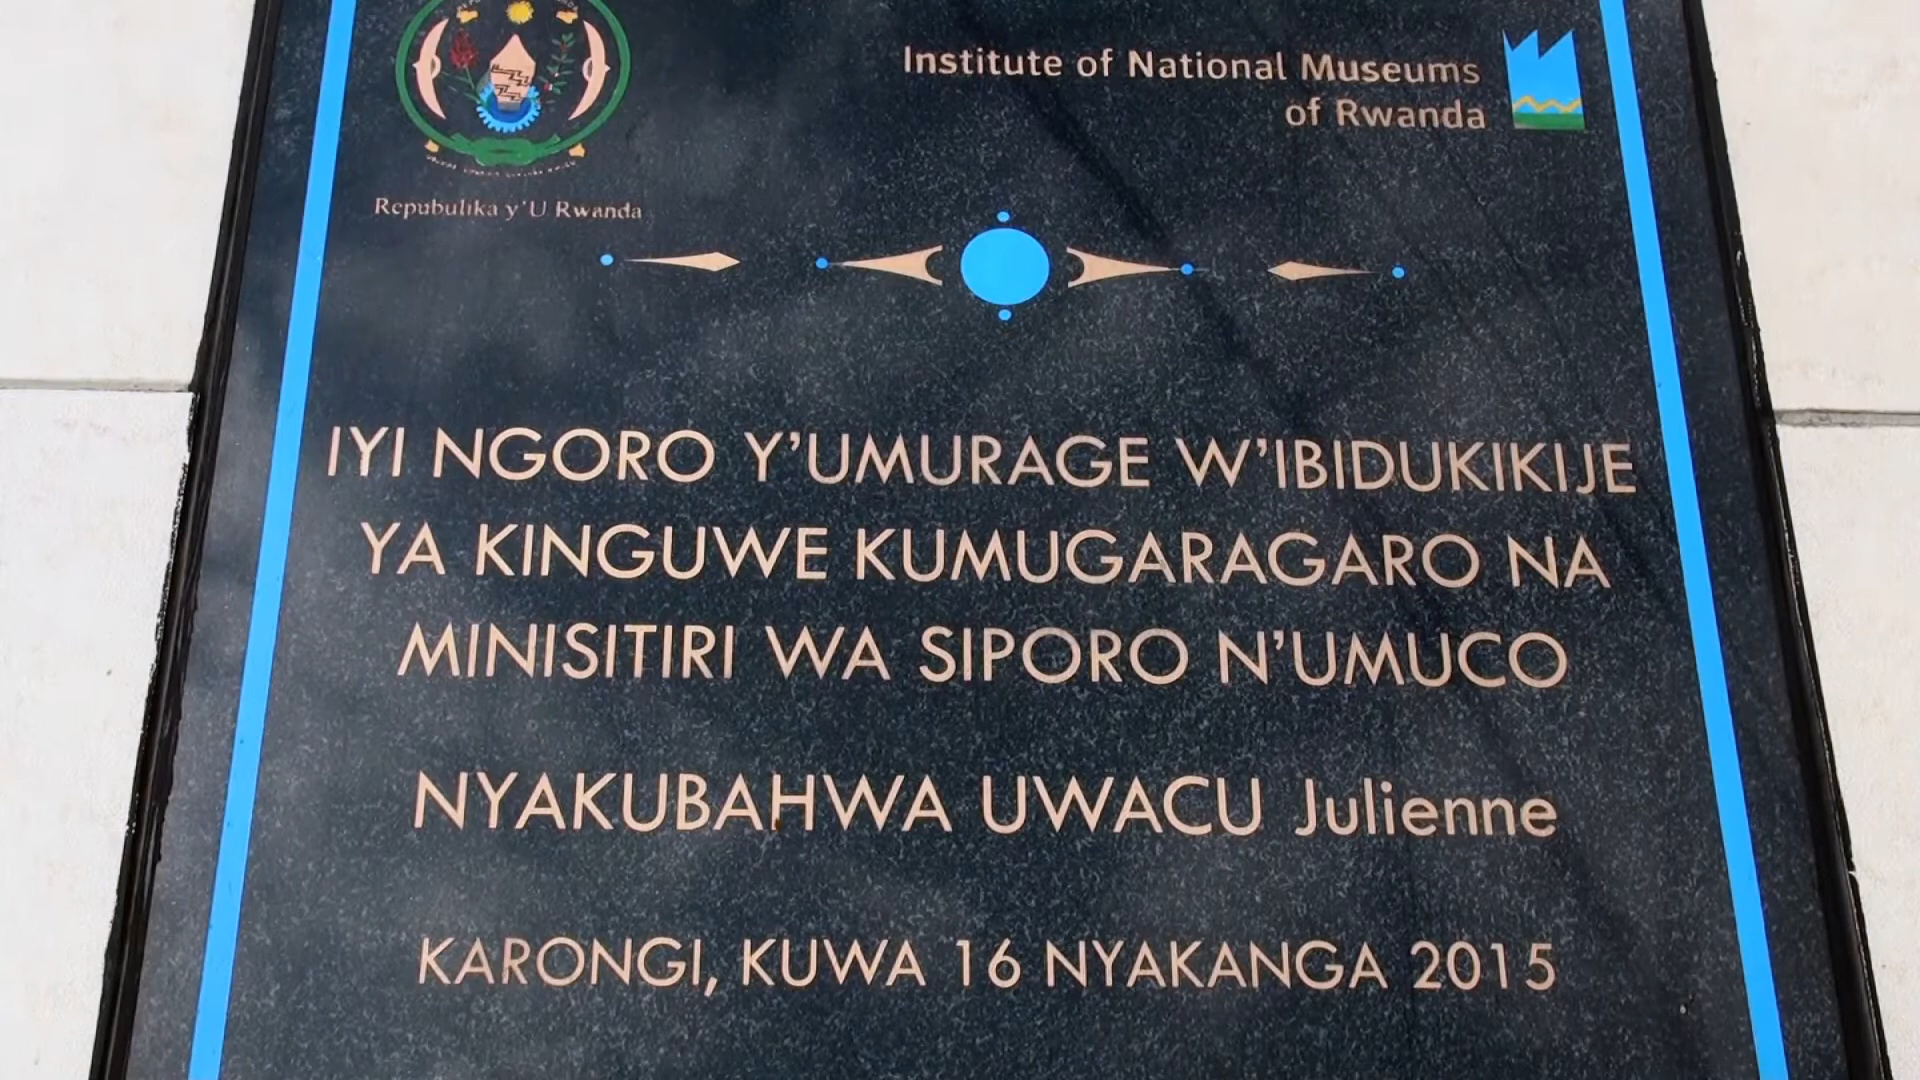 Institute of National Museums
of Rwanda
Repubulika y'U Rwanda
IYI NGORO Y'UMURAGE W'IBIDUKIKIJE
YA KINGUWE KUMUGARAGARO NA
MINISITIRI WA SIPORO N'UMUCO
NYAKUBAHWA UWACU Julienne
KARONGI, KUWA 16 NYAKANGA 2015